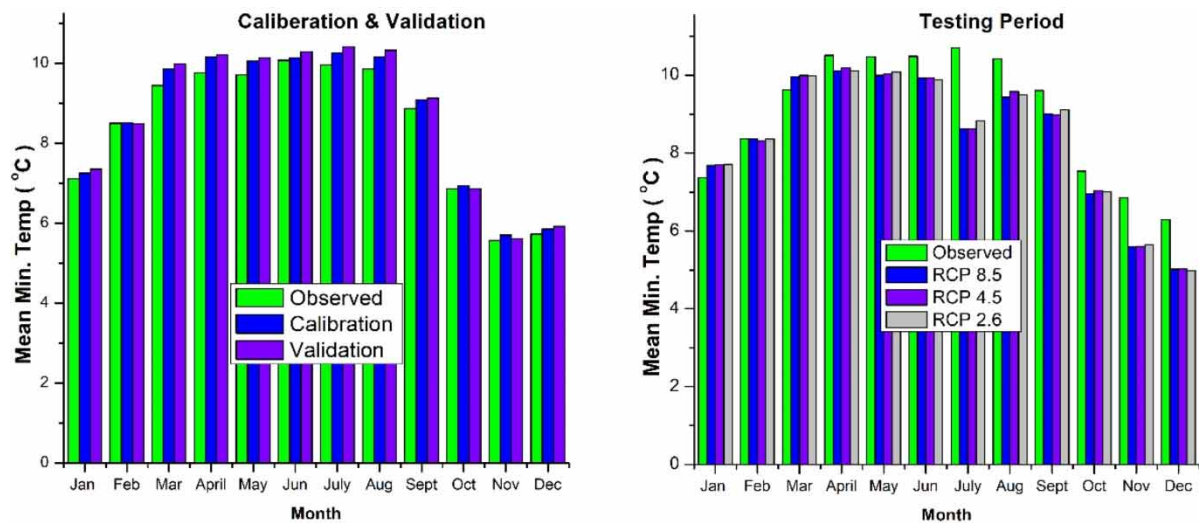 Caliberation & Validation
Mean Min. Temp ( °C)
10
8
6
4
2
0
Observed
Calibration
Validation
Jan Feb Mar April May Jun July Aug Sept Oct Nov Dec
Month
Testing Period
Mean Min. Temp ( °C)
10
8
6
4
2
0
Observed
RCP 8.5
RCP 4.5
RCP 2.6
Jan Feb Mar April May Jun July Aug Sept Oct Nov Dec
Month